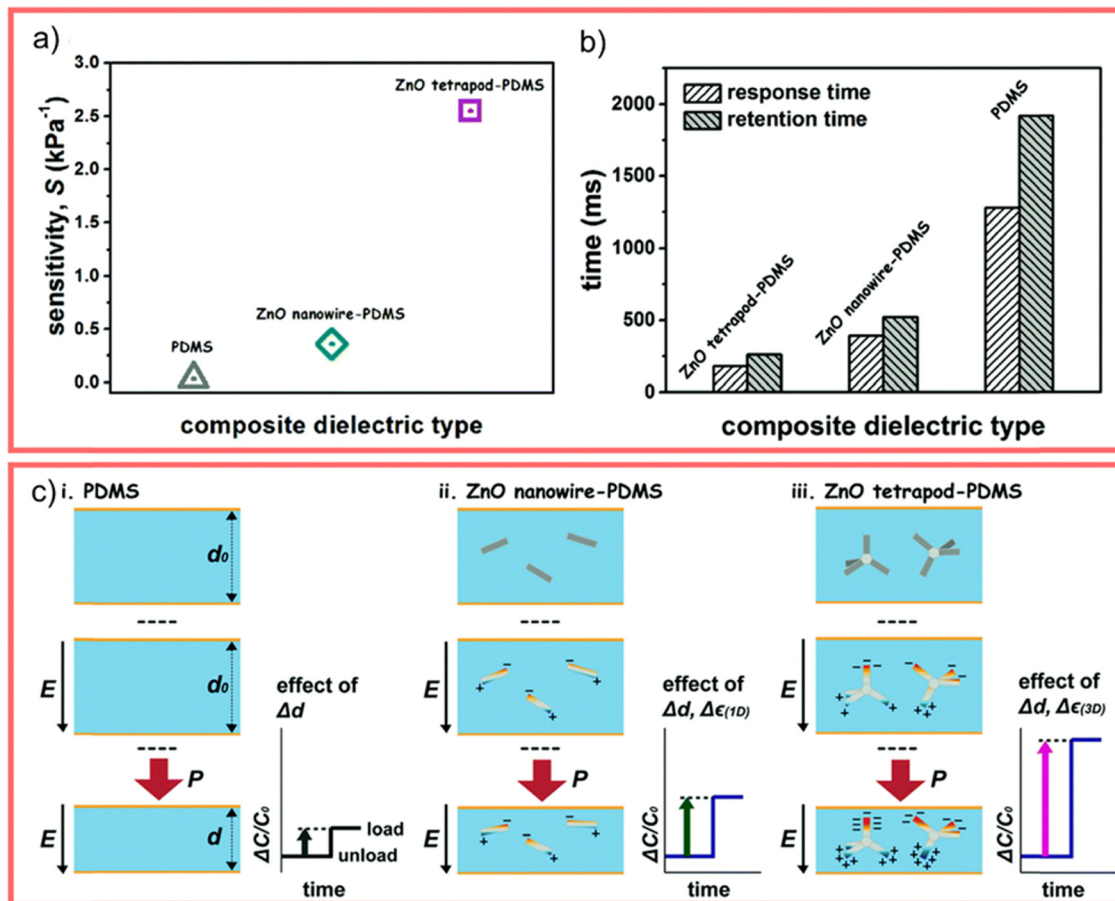 a)
3.0
2.5
2.0
1.5
1.0
0.5
0.0
sensitivity, S (kPa⁻¹)
ZnO tetrapod-PDMS
ZnO nanowire-PDMS
PDMS
composite dielectric type
b)
2000
1500
1000
500
0
time (ms)
response time
retention time
ZnO tetrapod-PDMS
ZnO nanowire-PDMS
PDMS
composite dielectric type
c)
i. PDMS
d₀
E
d₀
effect of
Δd
P
E
d
ΔC/C₀
load
unload
time
ii. ZnO nanowire-PDMS
E
effect of
Δd, Δϵ(1D)
P
E
ΔC/C₀
time
iii. ZnO tetrapod-PDMS
E
effect of
Δd, Δϵ(3D)
P
E
ΔC/C₀
time